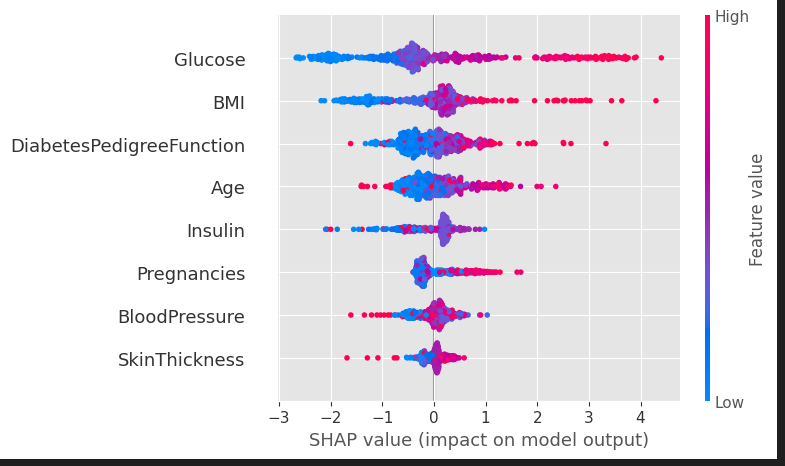 High
Glucose
BMI
DiabetesPedigreeFunction
Age
Insulin
Pregnancies
BloodPressure
SkinThickness
Feature value
Low
−3 −2 −1 0 1 2 3 4
SHAP value (impact on model output)